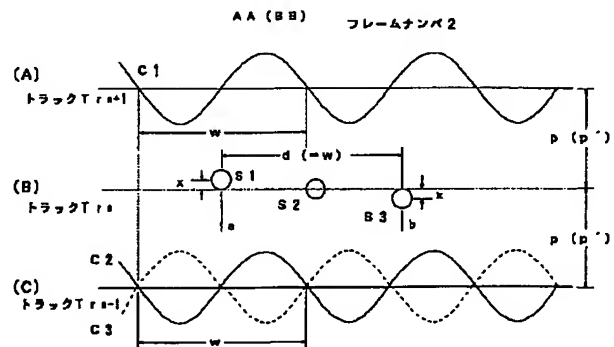 AA (BB) フレームナンバ2
(A)
C1
トラックTrn+1
w
p (p')
d (=w)
(B)
x
S1
S2
S3
x
トラックTrn
a
b
p (p')
C2
(C)
トラックTrn-1
C3
w